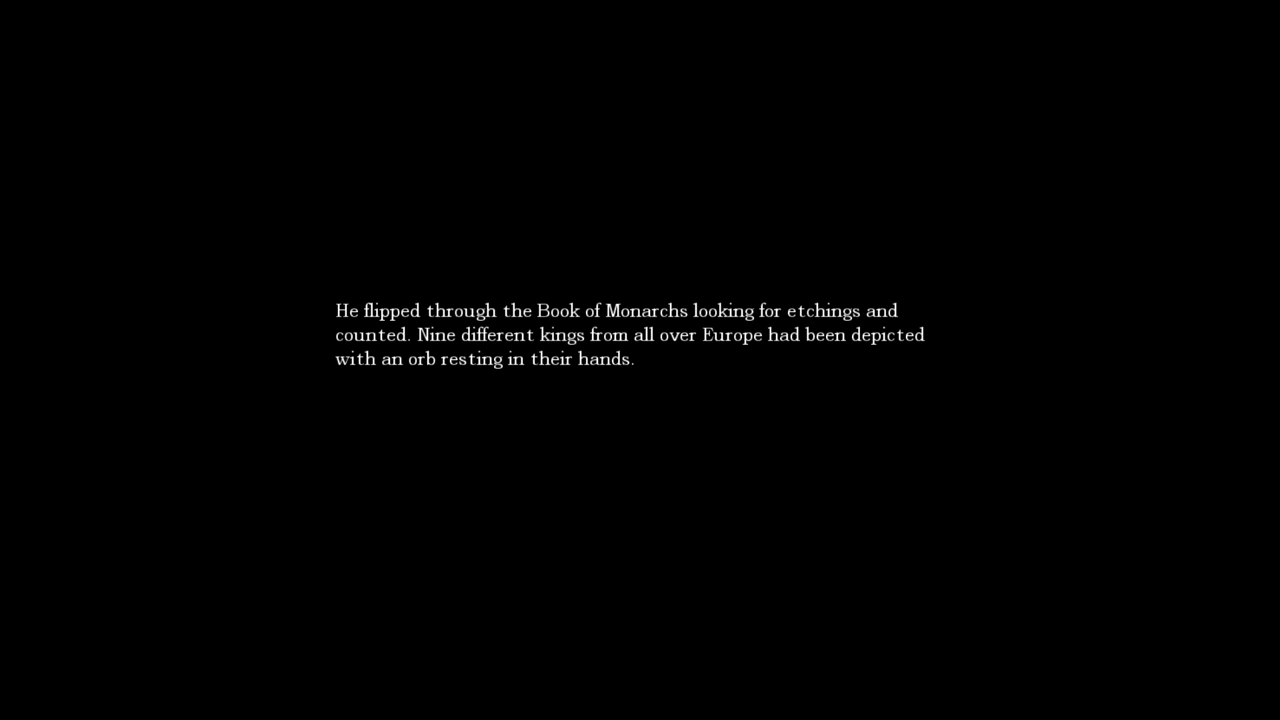 He flipped through the Book of Monarchs looking for etchings and
counted. Nine different kings from all over Europe had been depicted
with an orb resting in their hands.